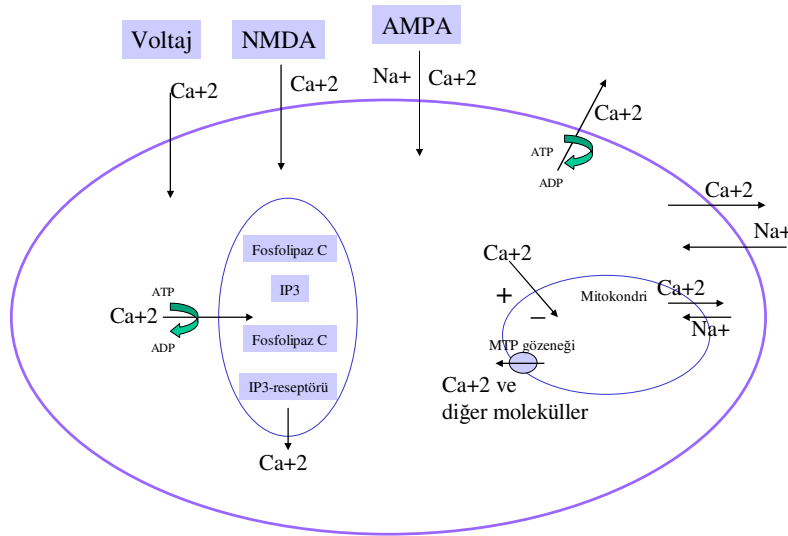 Voltaj
NMDA
AMPA
Ca+2
Ca+2
Na+
Ca+2
Ca+2
ATP
ADP
Ca+2
Na+
Fosfolipaz C
IP3
Fosfolipaz C
IP3-reseptörü
Ca+2
ATP
Ca+2
ADP
Ca+2
+
−
Mitokondri
Ca+2
Na+
MTP gözeneği
Ca+2 ve
diğer moleküller